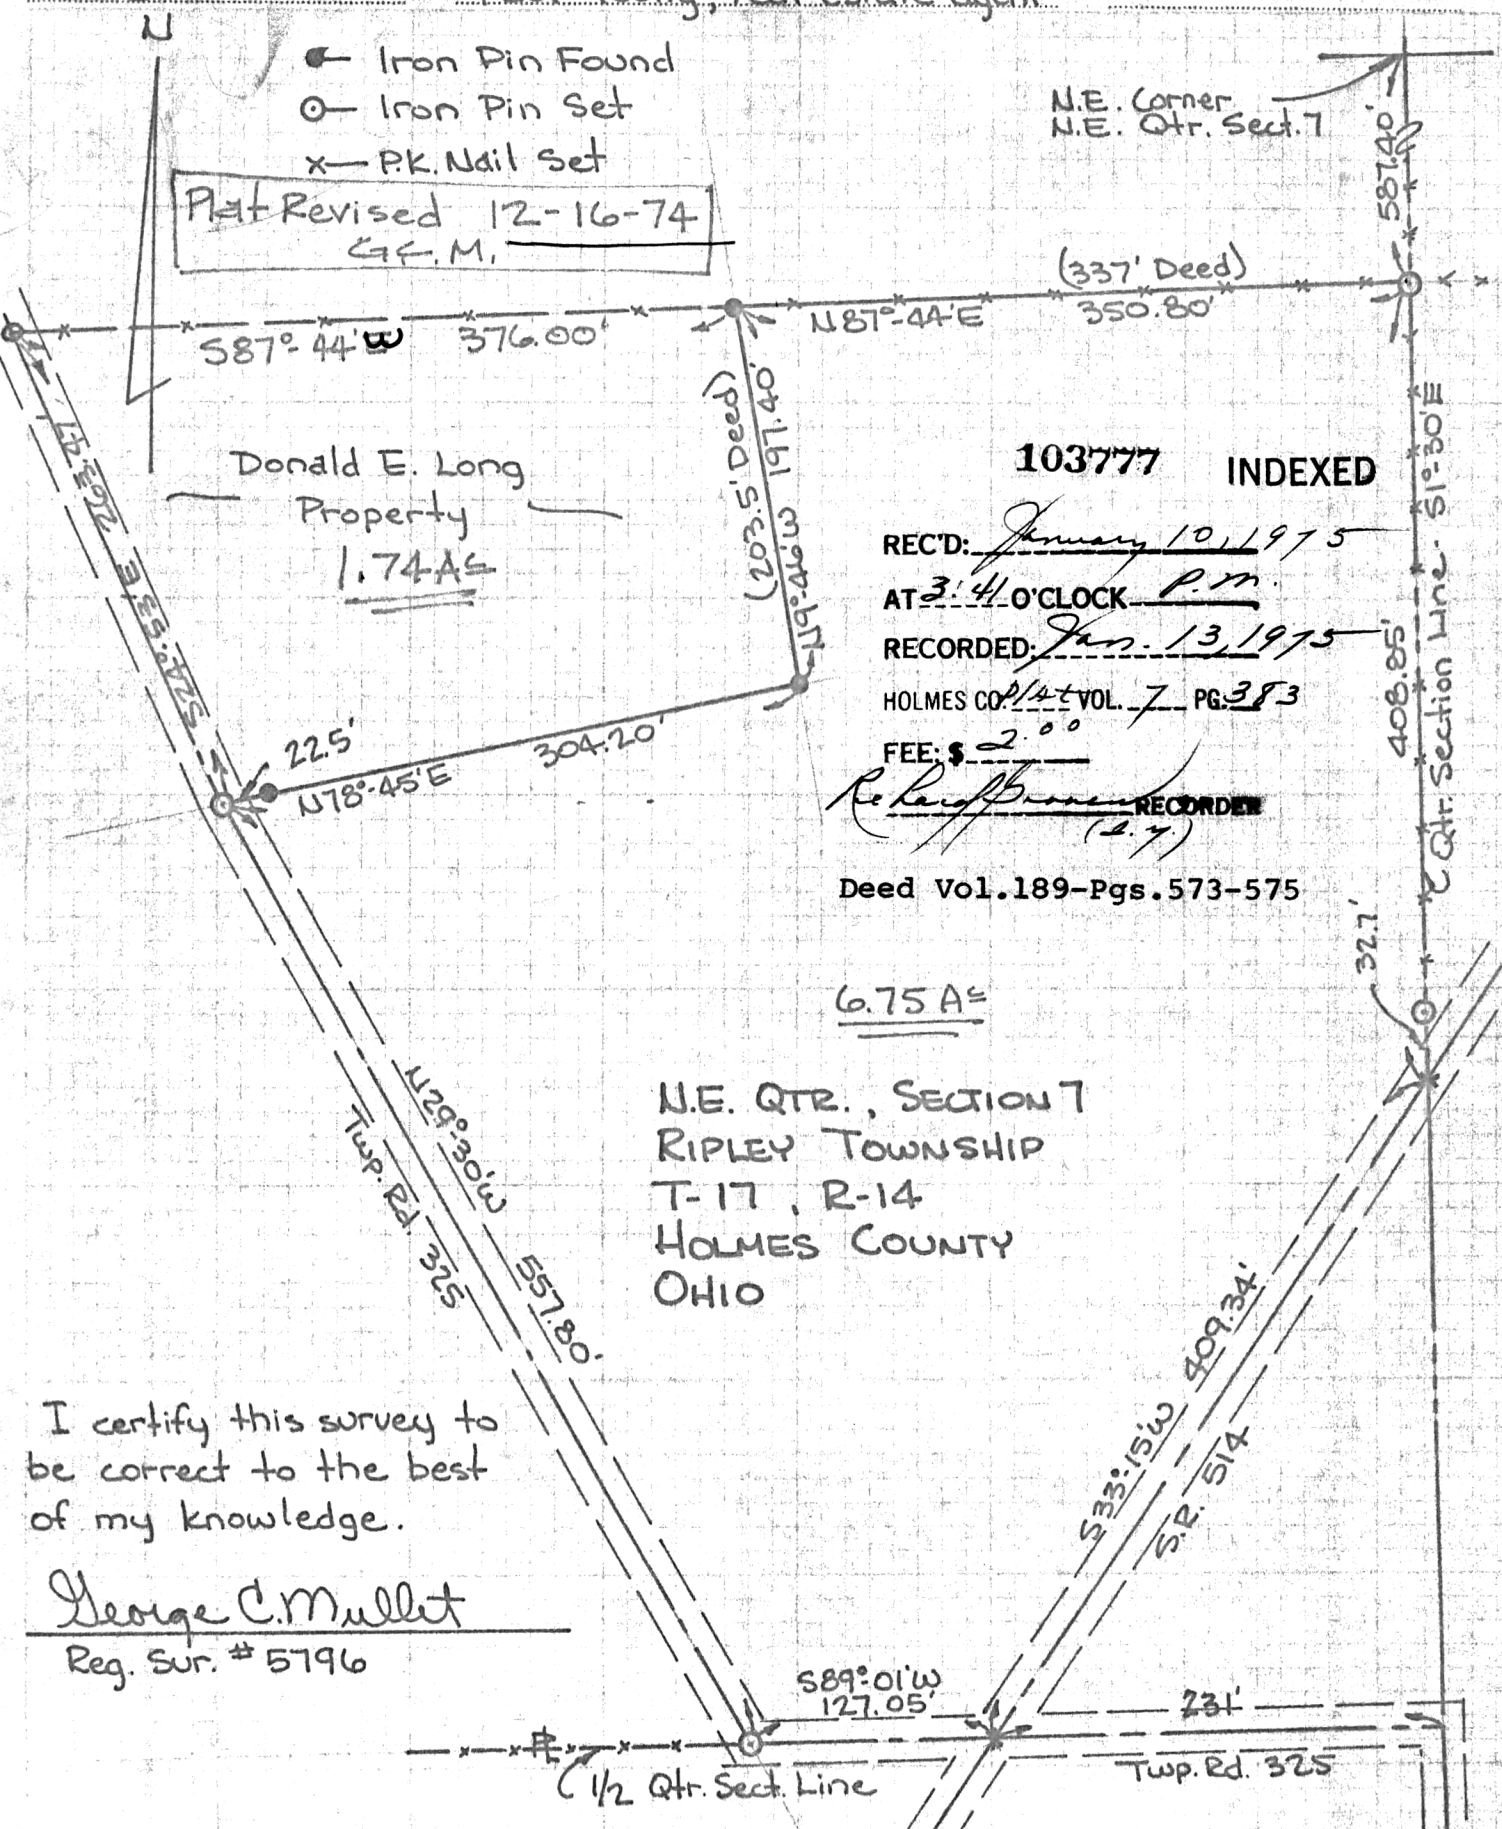 real estate agent
N
Iron Pin Found
Iron Pin Set
P.K. Nail Set
Plat Revised 12-16-74
G.C.M.
N.E. Corner
N.E. Qtr. Sect. 7
587.40'
(337' Deed)
N87°-44'E 350.80'
S87°-44'W 376.00'
263.47'
S24°-53'E
Donald E. Long
Property
1.74 Ac
(203.5' Deed)
N9°-46'W 197.40'
103777 INDEXED
REC'D: January 10, 1975
AT 3:41 O'CLOCK P.M.
RECORDED: Jan. 13, 1975
HOLMES CO. Plat VOL. 7 PG. 383
FEE: $ 2.00
RECORDER
Deed Vol.189-Pgs.573-575
408.85'
Qtr. Section Line - S1°-30'E
22.5'
N78°-45'E 304.20'
32.7'
6.75 Ac
N.E. QTR., SECTION 7
RIPLEY TOWNSHIP
T-17, R-14
HOLMES COUNTY
OHIO
N29°-30'W 557.80
Twp. Rd. 325
S33°-15'W 409.34'
S.R. 514
I certify this survey to
be correct to the best
of my knowledge.
George C. Mullet
Reg. Sur. # 5796
S89°-01'W
127.05'
231'
1/2 Qtr. Sect. Line
Twp. Rd. 325